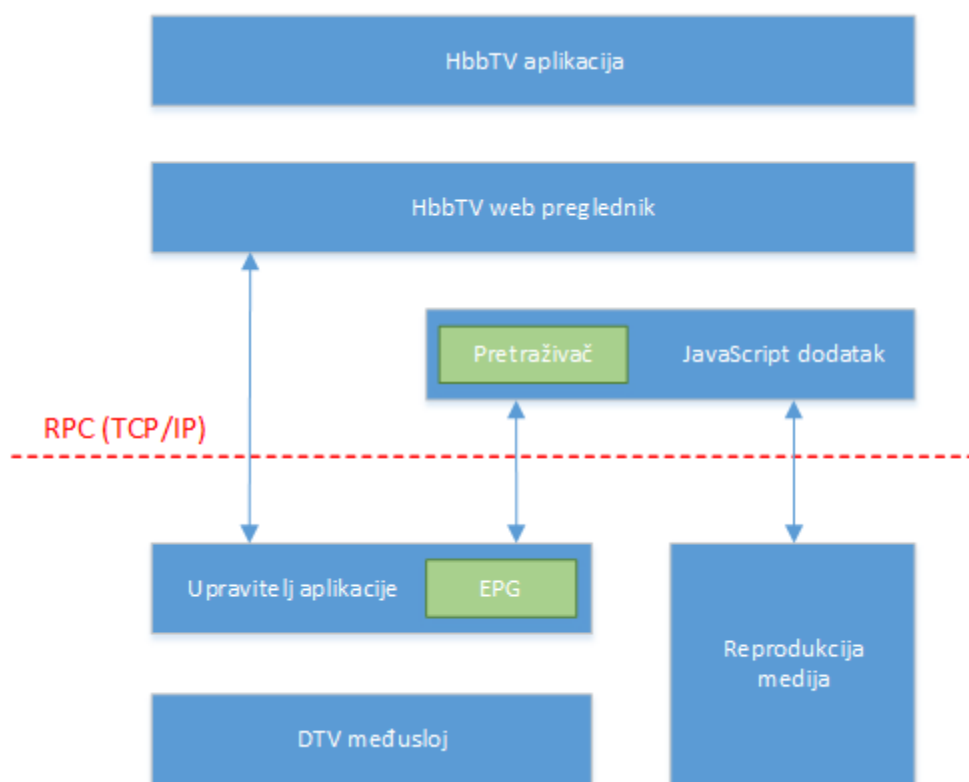 HbbTV aplikacija
HbbTV web preglednik
Pretraživač
JavaScript dodatak
RPC (TCP/IP)
Upravitelj aplikacije
EPG
Reprodukcija
medija
DTV međusloj